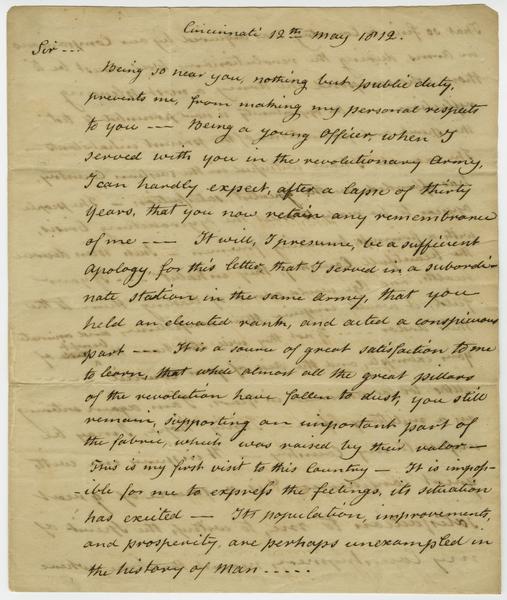 Cincinnati 12th May 1812.
Sir ---
Being so near you, nothing but public duty,
prevents me, from making my personal respects
to you --- Being a young Officer, when I
served with you in the revolutionary Army,
I can hardly expect, after a lapse of thirty
Years, that you now retain any remembrance
of me --- It will, I presume, be a sufficient
Apology, for this letter, that I served in a subordi-
nate station in the same Army, that you
held an elevated rank, and acted a conspicuous
part --- It is a source of great satisfaction to me
to learn, that while almost all the great pillars
of the revolution have fallen to dust, you still
remain, supporting an important part of
the fabric, which was raised by their valor —
This is my first visit to this Country — It is imposs-
-ible for me to express the feelings, its situation
has excited — Its population, improvements,
and prosperity, are perhaps unexampled in
the history of Man -----